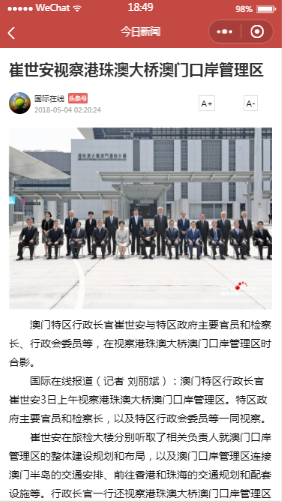 WeChat
18:49
98%
今日新闻
崔世安视察港珠澳大桥澳门口岸管理区
国际在线 头条号
2018-05-04 02:20:24
A+
A-
澳门特区行政长官崔世安与特区政府主要官员和检察
长、行政会委员等，在视察港珠澳大桥澳门口岸管理区时
合影。
国际在线报道（记者 刘丽斌）：澳门特区行政长官
崔世安3日上午视察港珠澳大桥澳门口岸管理区。特区政
府主要官员和检察长，以及特区行政会委员等一同视察。
崔世安在旅检大楼分别听取了相关负责人就澳门口岸
管理区的整体建设规划和布局，以及澳门口岸管理区连接
澳门半岛的交通安排、前往香港和珠海的交通规划和配套
设施等。行政长官一行还视察港珠澳大桥澳门口岸管理区